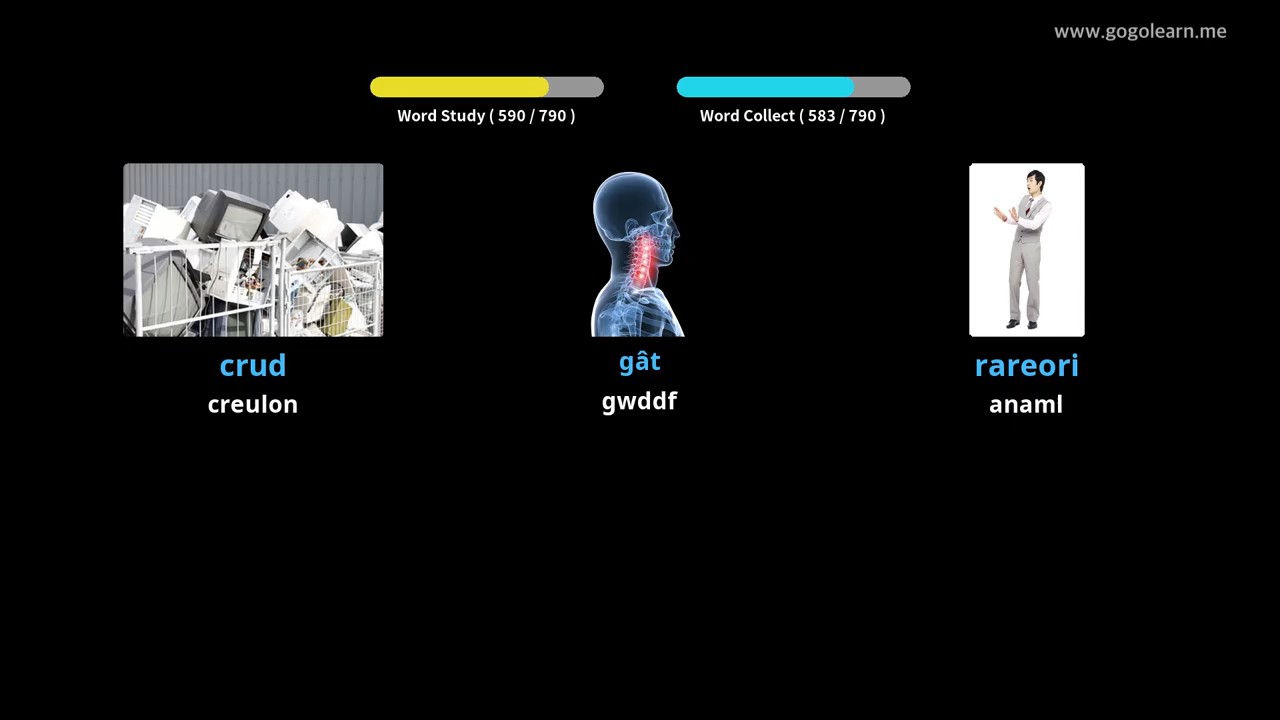 www.gogolearn.me
Word Study ( 590 / 790 )
Word Collect ( 583 / 790 )
crud
creulon
gât
gwddf
rareori
anaml